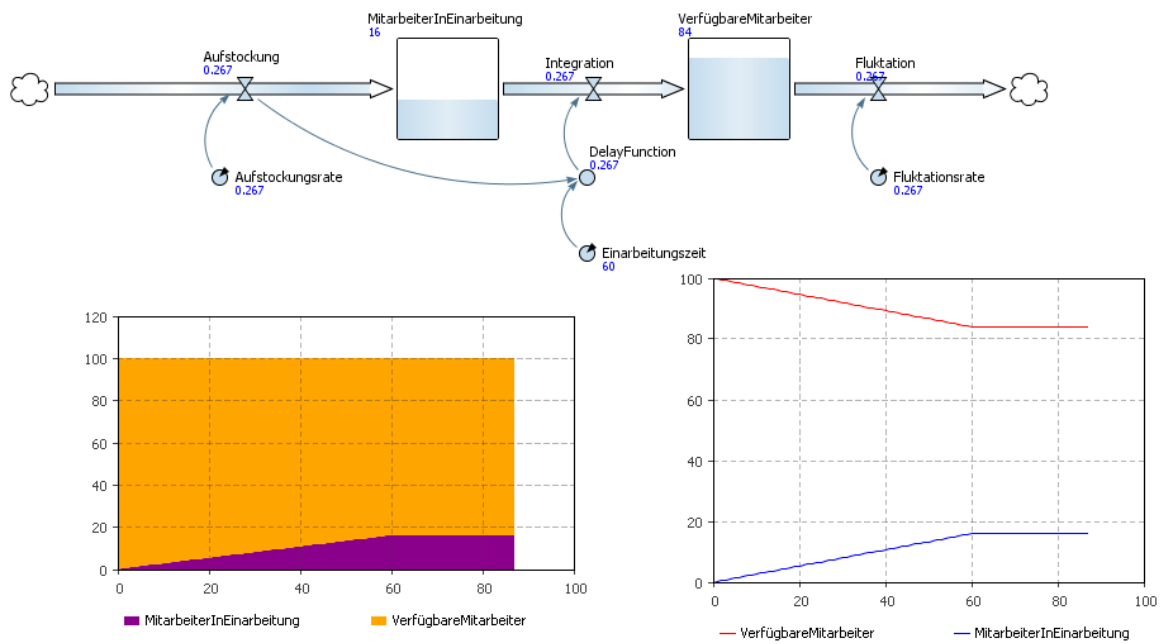 MitarbeiterInEinarbeitung
16
VerfügbareMitarbeiter
84
Aufstockung
0.267
Integration
0.267
Fluktation
0.267
Aufstockungsrate
0.267
DelayFunction
0.267
Fluktationsrate
0.267
Einarbeitungszeit
60
120
100
80
60
40
20
0
0 20 40 60 80 100
MitarbeiterInEinarbeitung VerfügbareMitarbeiter
100
80
60
40
20
0
0 20 40 60 80 100
VerfügbareMitarbeiter MitarbeiterInEinarbeitung